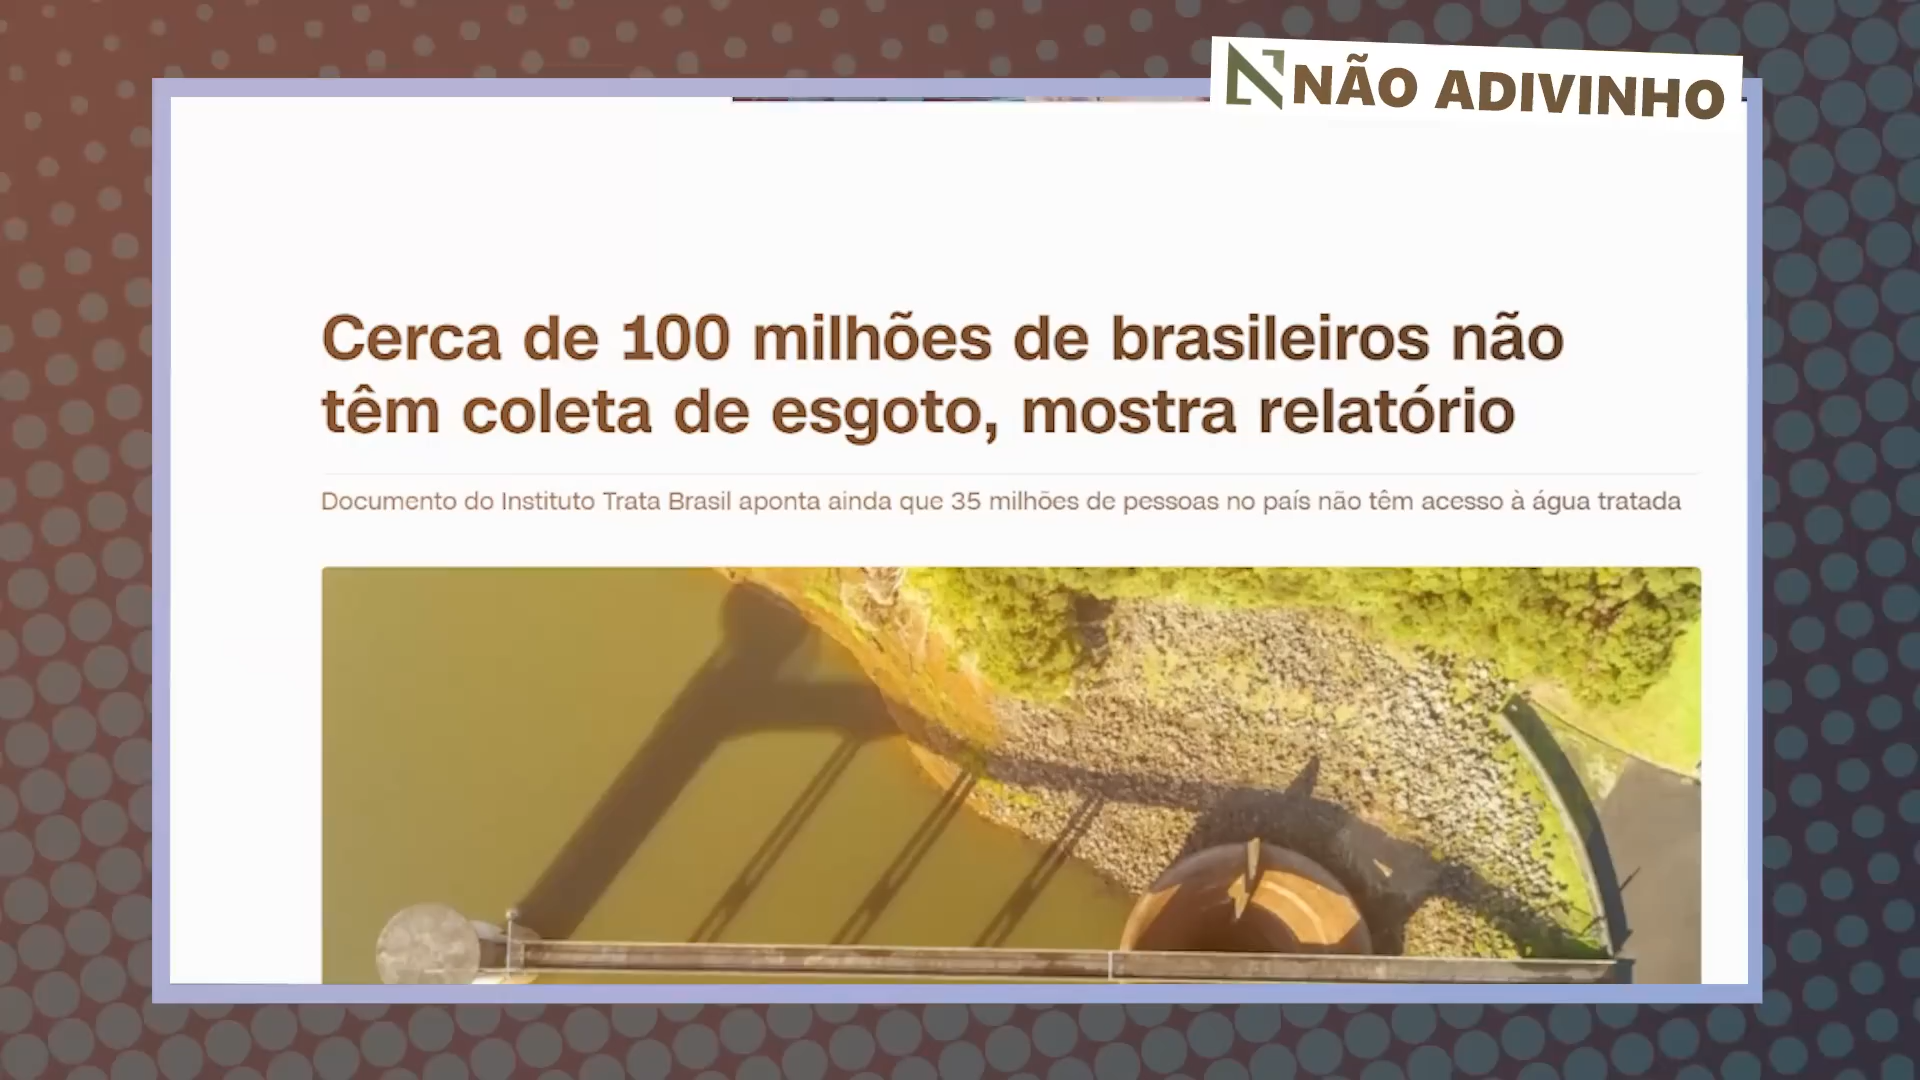 NÃO ADIVINHO
Cerca de 100 milhões de brasileiros não
têm coleta de esgoto, mostra relatório
Documento do Instituto Trata Brasil aponta ainda que 35 milhões de pessoas no país não têm acesso à água tratada